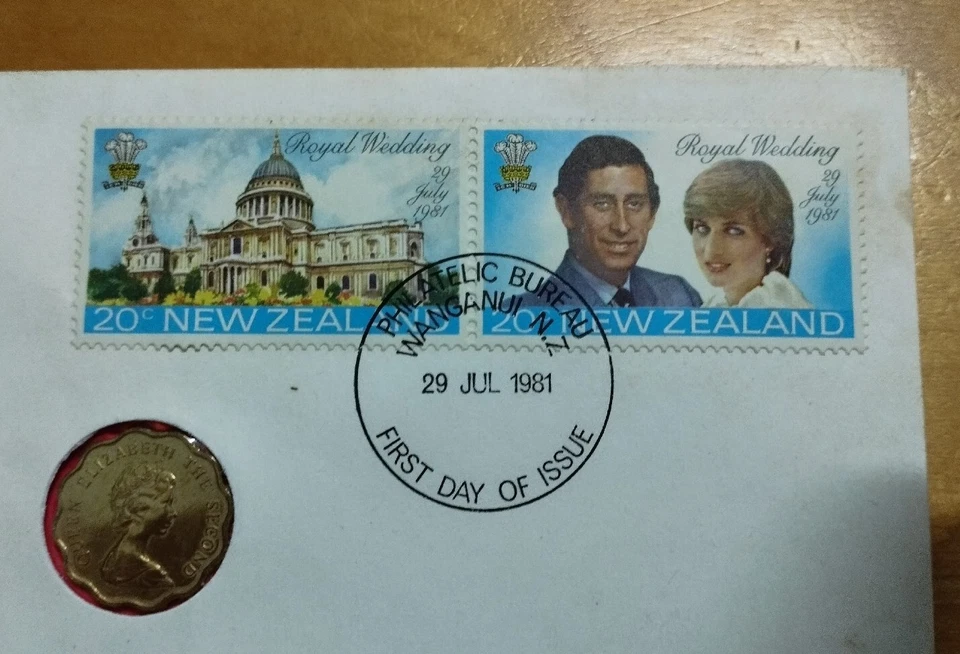 Royal Wedding
29
July
1981
20c NEW ZEALAND
Royal Wedding
29
July
1981
20c NEW ZEALAND
PHILATELIC BUREAU
WANGANUI N.Z.
29 JUL 1981
FIRST DAY OF ISSUE
QUEEN ELIZABETH THE SECOND